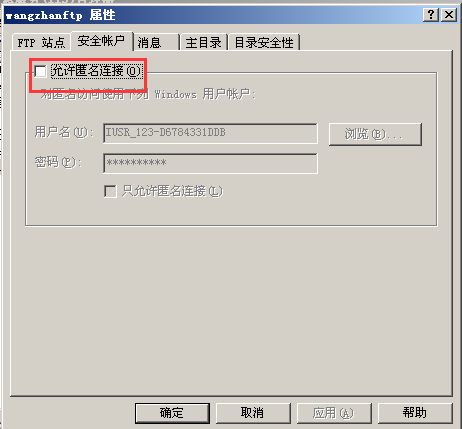 wangzhanftp 属性
FTP 站点 安全帐户 消息 主目录 目录安全性
允许匿名连接(O)
对匿名访问使用下列 Windows 用户帐户:
用户名(U): IUSR_123-D6784331DDB 浏览(B)...
密码(P): **********
只允许匿名连接(L)
确定 取消 应用(A) 帮助